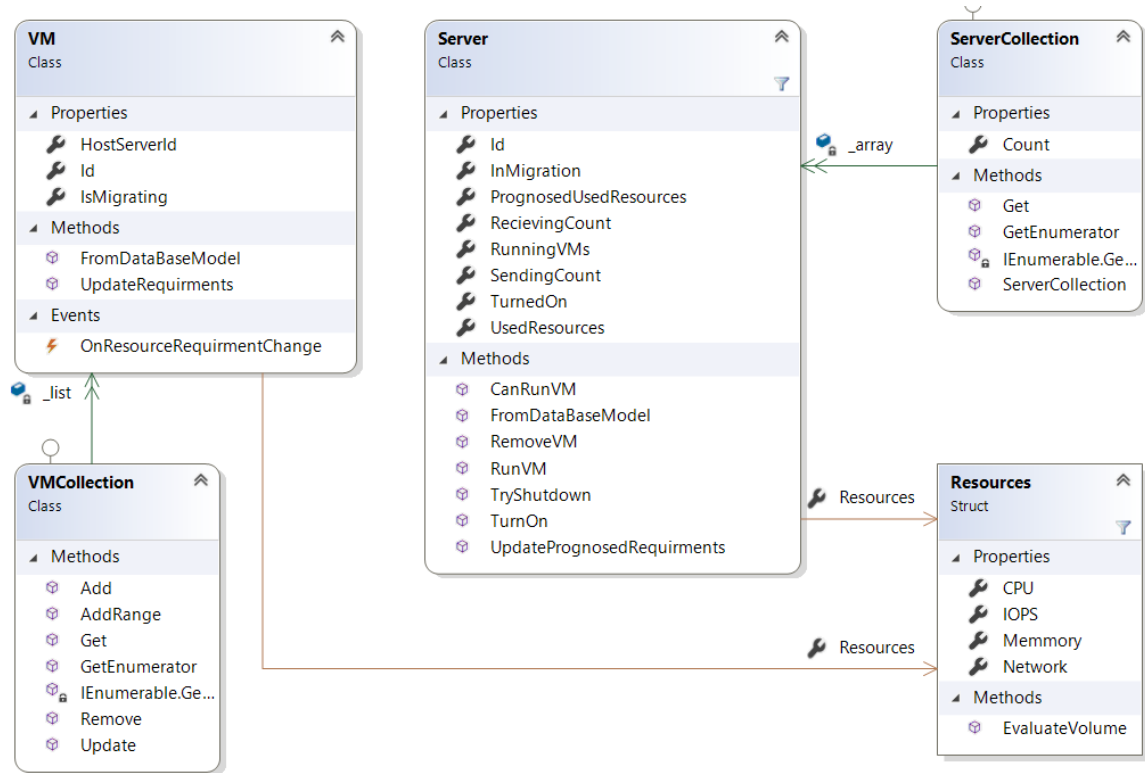 VM
Class
Properties
HostServerId
Id
IsMigrating
Methods
FromDataBaseModel
UpdateRequirments
Events
OnResourceRequirmentChange
_list
VMCollection
Class
Methods
Add
AddRange
Get
GetEnumerator
IEnumerable.Ge...
Remove
Update
Server
Class
Properties
Id
InMigration
PrognosedUsedResources
RecievingCount
RunningVMs
SendingCount
TurnedOn
UsedResources
Methods
CanRunVM
FromDataBaseModel
RemoveVM
RunVM
TryShutdown
TurnOn
UpdatePrognosedRequirments
_array
Resources
Resources
ServerCollection
Class
Properties
Count
Methods
Get
GetEnumerator
IEnumerable.Ge...
ServerCollection
Resources
Struct
Properties
CPU
IOPS
Memmory
Network
Methods
EvaluateVolume